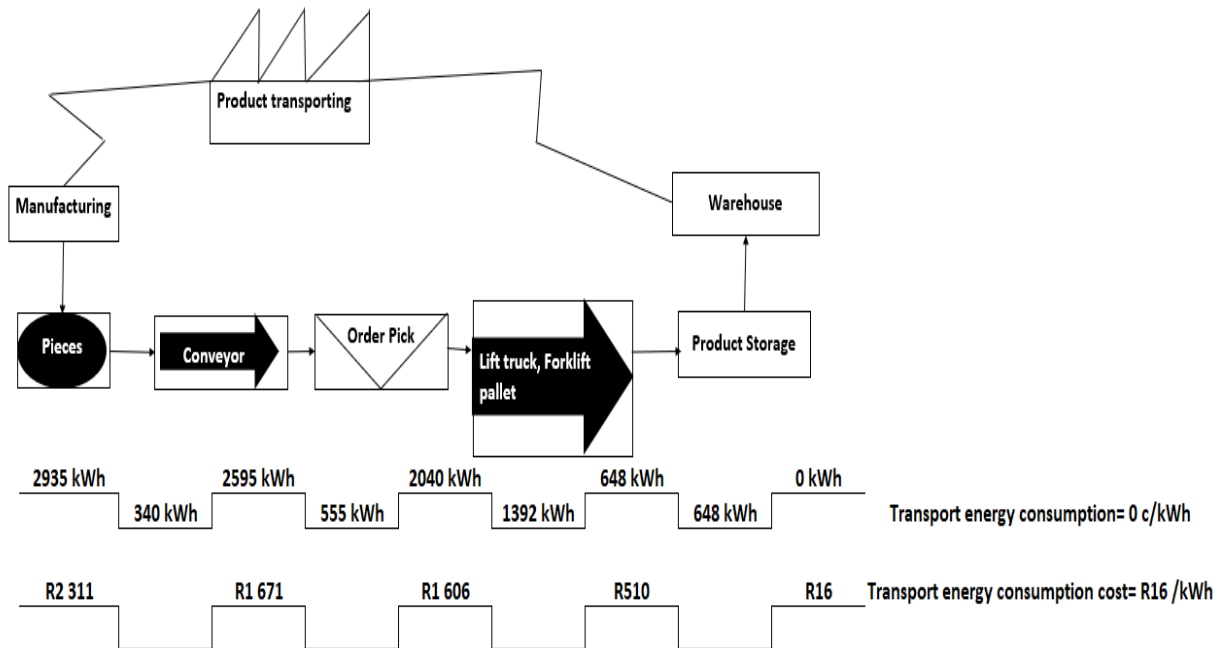 Product transporting
Manufacturing
Warehouse
Pieces
Conveyor
Order Pick
Lift truck, Forklift
pallet
Product Storage
2935 kWh
2595 kWh
2040 kWh
648 kWh
0 kWh
340 kWh
555 kWh
1392 kWh
648 kWh
Transport energy consumption= 0 c/kWh
R2 311
R1 671
R1 606
R510
R16
Transport energy consumption cost= R16 /kWh